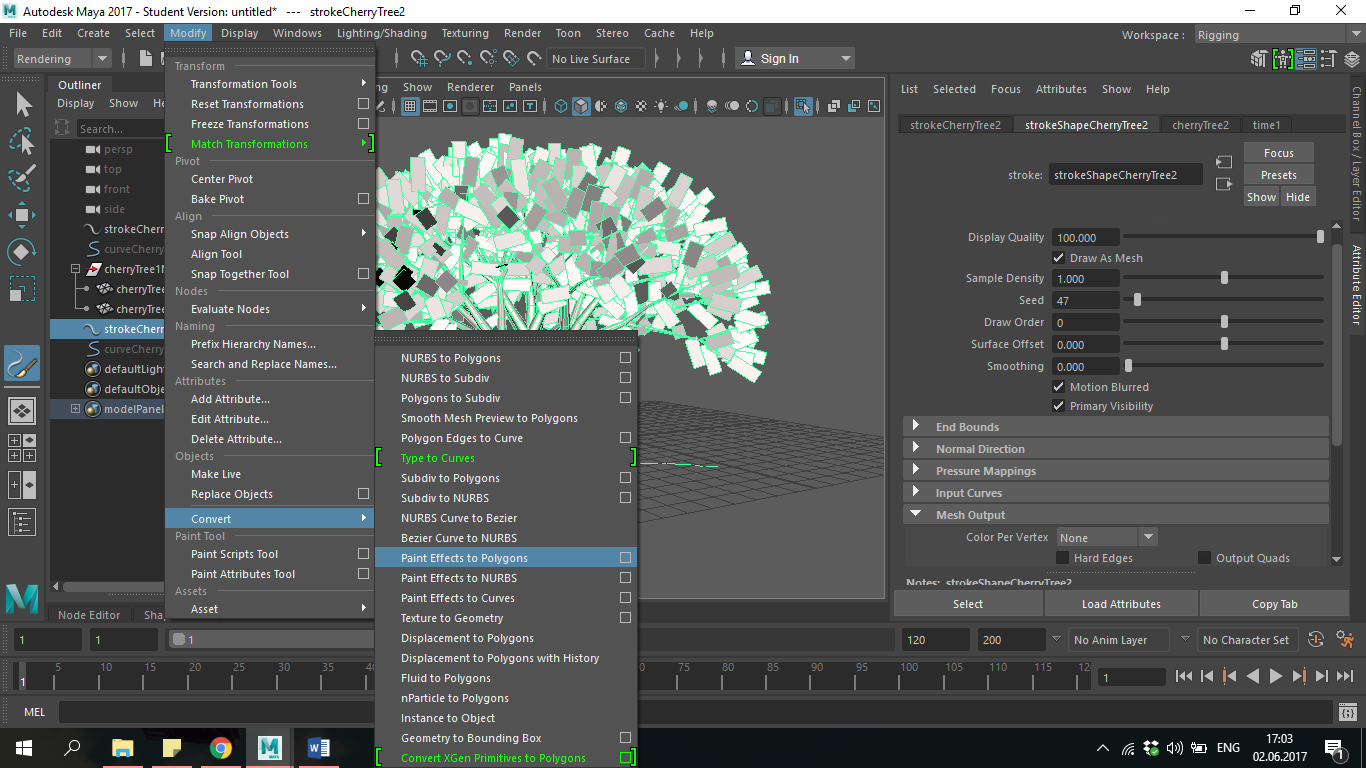 Autodesk Maya 2017 - Student Version: untitled*   ---   strokeCherryTree2
File Edit Create Select Modify Display Windows Lighting/Shading Texturing Render Toon Stereo Cache Help
Workspace : Rigging
Rendering
No Live Surface
Sign In
Outliner
Display Show He
Search...
persp
top
front
side
strokeCherr
curveCherry
cherryTree1M
cherryTree
cherryTree
strokeCherr
curveCherry
defaultLigh
defaultObje
modelPanel
Transform
Transformation Tools
Reset Transformations
Freeze Transformations
Match Transformations
Pivot
Center Pivot
Bake Pivot
Align
Snap Align Objects
Align Tool
Snap Together Tool
Nodes
Evaluate Nodes
Naming
Prefix Hierarchy Names...
Search and Replace Names...
Attributes
Add Attribute...
Edit Attribute...
Delete Attribute...
Objects
Make Live
Replace Objects
Convert
Paint Tool
Paint Scripts Tool
Paint Attributes Tool
Assets
Asset
ng Show Renderer Panels
NURBS to Polygons
NURBS to Subdiv
Polygons to Subdiv
Smooth Mesh Preview to Polygons
Polygon Edges to Curve
Type to Curves
Subdiv to Polygons
Subdiv to NURBS
NURBS Curve to Bezier
Bezier Curve to NURBS
Paint Effects to Polygons
Paint Effects to NURBS
Paint Effects to Curves
Texture to Geometry
Displacement to Polygons
Displacement to Polygons with History
Fluid to Polygons
nParticle to Polygons
Instance to Object
Geometry to Bounding Box
Convert XGen Primitives to Polygons
List Selected Focus Attributes Show Help
strokeCherryTree2 strokeShapeCherryTree2 cherryTree2 time1
stroke: strokeShapeCherryTree2
Focus
Presets
Show Hide
Display Quality 100.000
Draw As Mesh
Sample Density 1.000
Seed 47
Draw Order 0
Surface Offset 0.000
Smoothing 0.000
Motion Blurred
Primary Visibility
End Bounds
Normal Direction
Pressure Mappings
Input Curves
Mesh Output
Color Per Vertex None
Hard Edges Output Quads
Notes: strokeShapeCherryTree2
Select Load Attributes Copy Tab
Channel Box / Layer Editor
Attribute Editor
Node Editor Sha
1 1 1
120 200 No Anim Layer No Character Set
1 5 10 15 20 25 30 35 40 70 75 80 85 90 95 100 105 110 115 12
1
MEL
ENG
17:03
02.06.2017
1